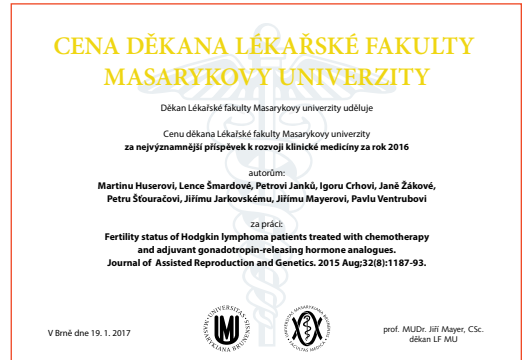 CENA DĚKANA LÉKAŘSKÉ FAKULTY
MASARYKOVY UNIVERZITY
Děkan Lékařské fakulty Masarykovy univerzity uděluje
Cenu děkana Lékařské fakulty Masarykovy univerzity
za nejvýznamnější příspěvek k rozvoji klinické medicíny za rok 2016
autorům:
Martinu Huserovi, Lence Šmardové, Petrovi Janků, Igoru Crhovi, Janě Žákové,
Petru Šťouračovi, Jiřímu Jarkovskému, Jiřímu Mayerovi, Pavlu Ventrubovi
za práci:
Fertility status of Hodgkin lymphoma patients treated with chemotherapy
and adjuvant gonadotropin-releasing hormone analogues.
Journal of Assisted Reproduction and Genetics. 2015 Aug;32(8):1187-93.
V Brně dne 19. 1. 2017
UNIVERSITAS MASARYKIANA BRUNENSIS
prof. MUDr. Jiří Mayer, CSc.
děkan LF MU